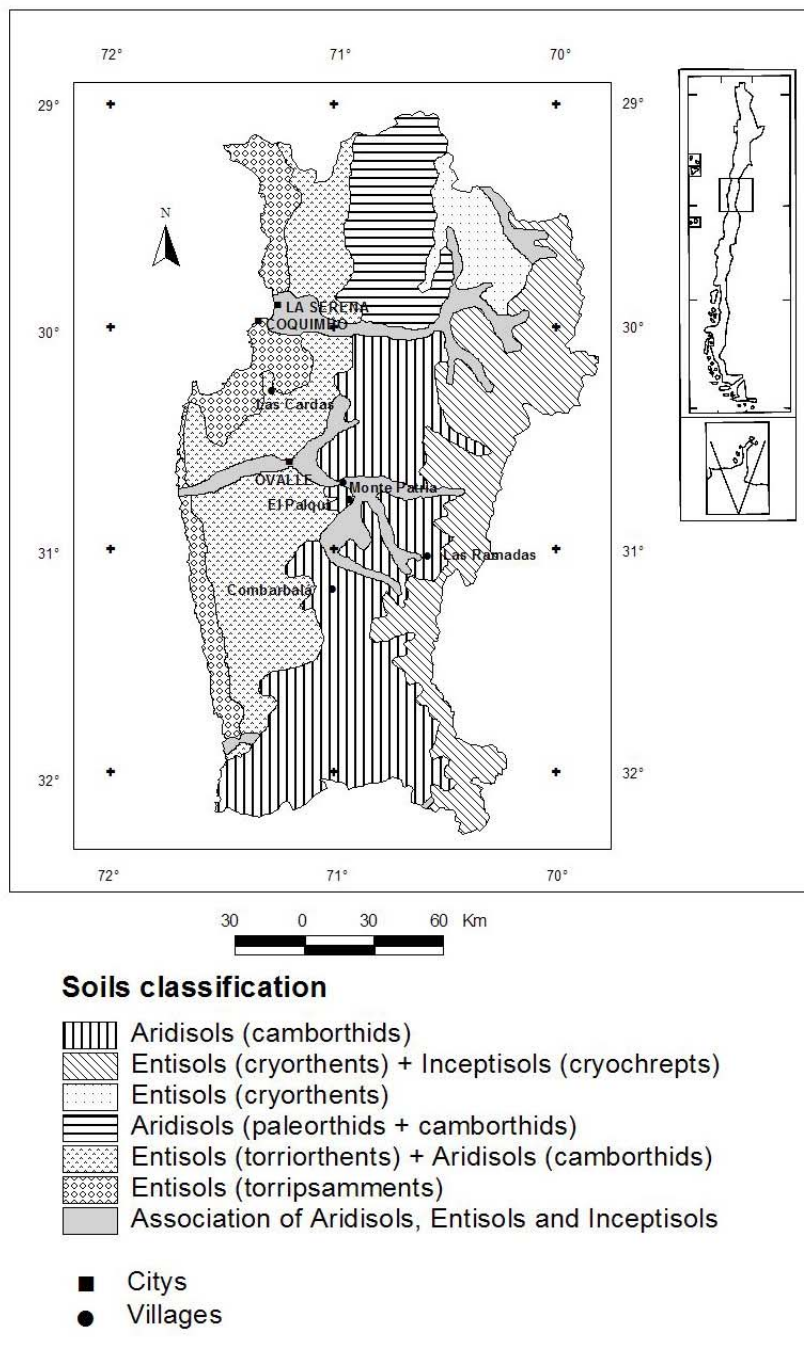 72° 71° 70°
29° 29°
N
LA SERENA
30° COQUIMBO 30°
Las Cardas
OVALLE
Monte Patria
El Palqui
31° Las Ramadas 31°
Combarbalá
32° 32°
72° 71° 70°
30 0 30 60 Km
Soils classification
Aridisols (camborthids)
Entisols (cryorthents) + Inceptisols (cryochrepts)
Entisols (cryorthents)
Aridisols (paleorthids + camborthids)
Entisols (torriorthents) + Aridisols (camborthids)
Entisols (torripsamments)
Association of Aridisols, Entisols and Inceptisols
Citys
Villages